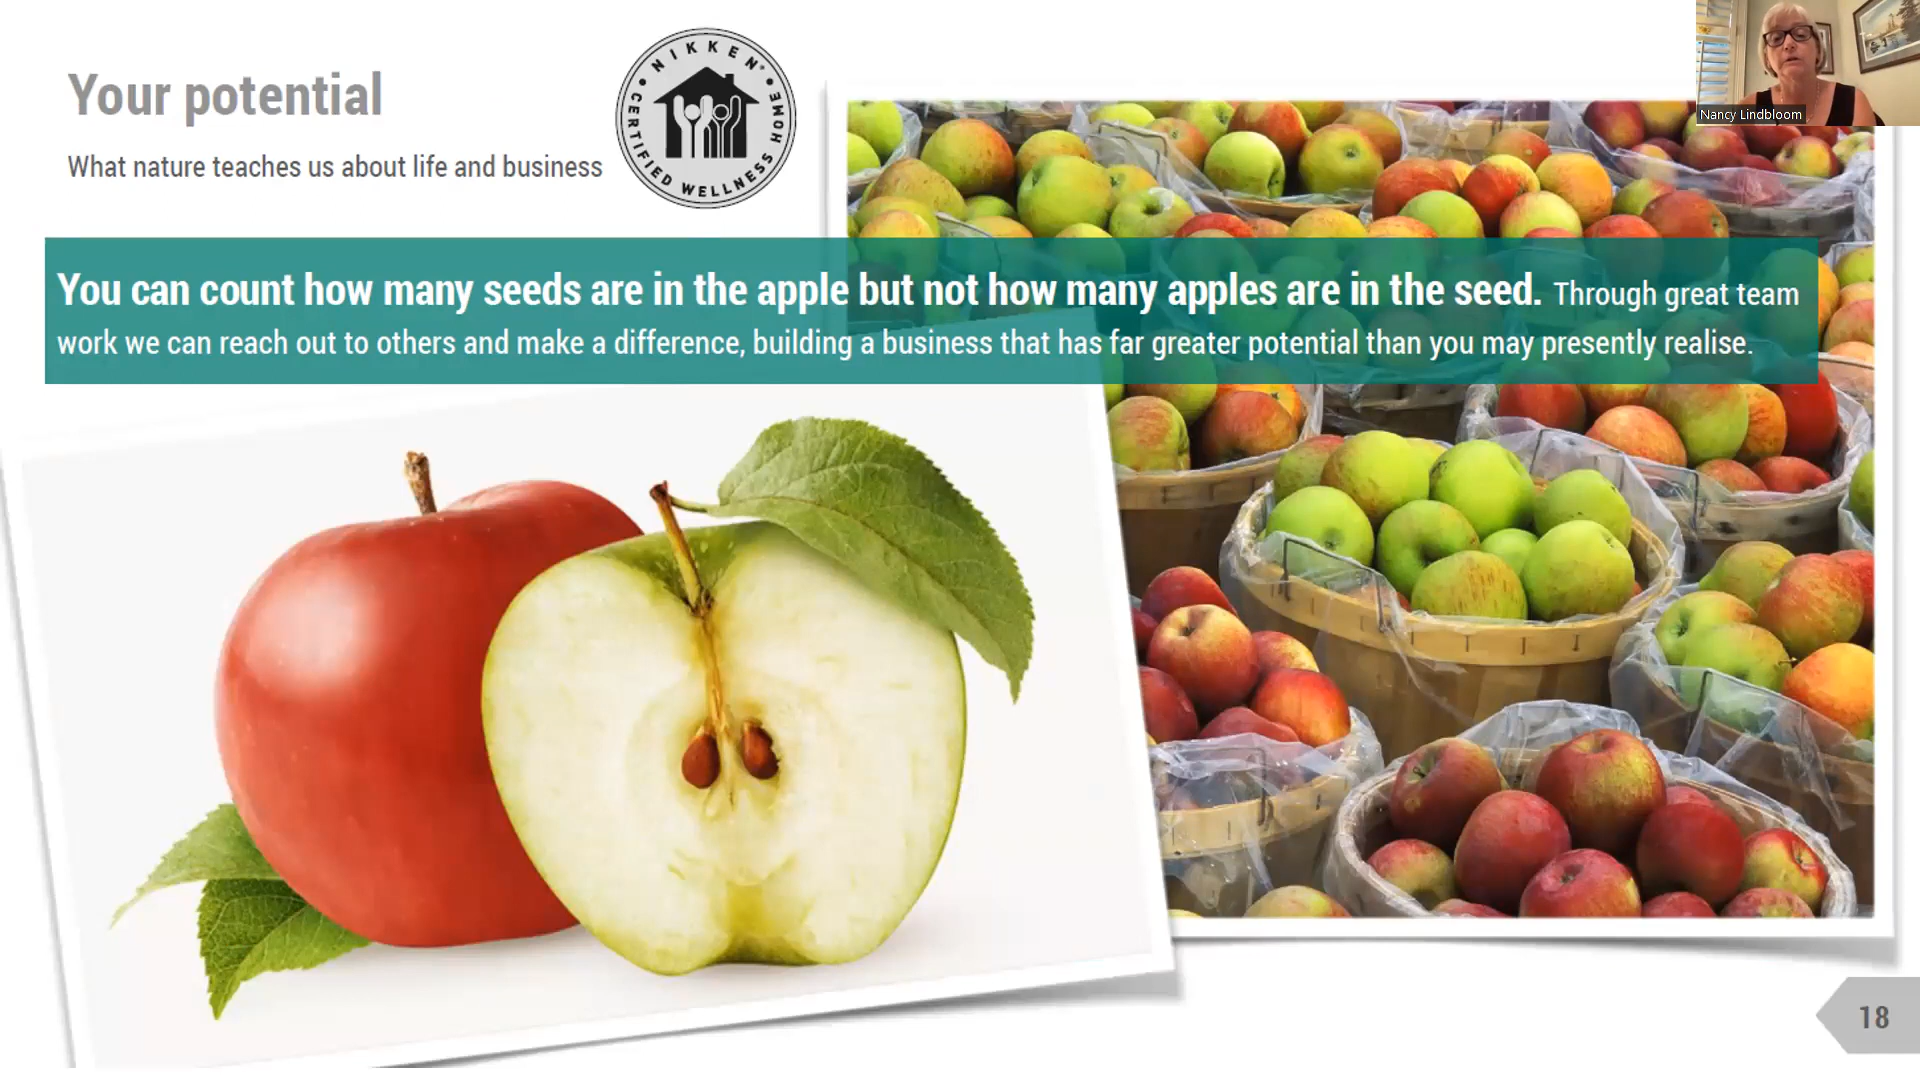 Your potential
What nature teaches us about life and business
NIKKEN®
CERTIFIED WELLNESS HOME
Nancy Lindbloom
You can count how many seeds are in the apple but not how many apples are in the seed. Through great team
work we can reach out to others and make a difference, building a business that has far greater potential than you may presently realise.
18